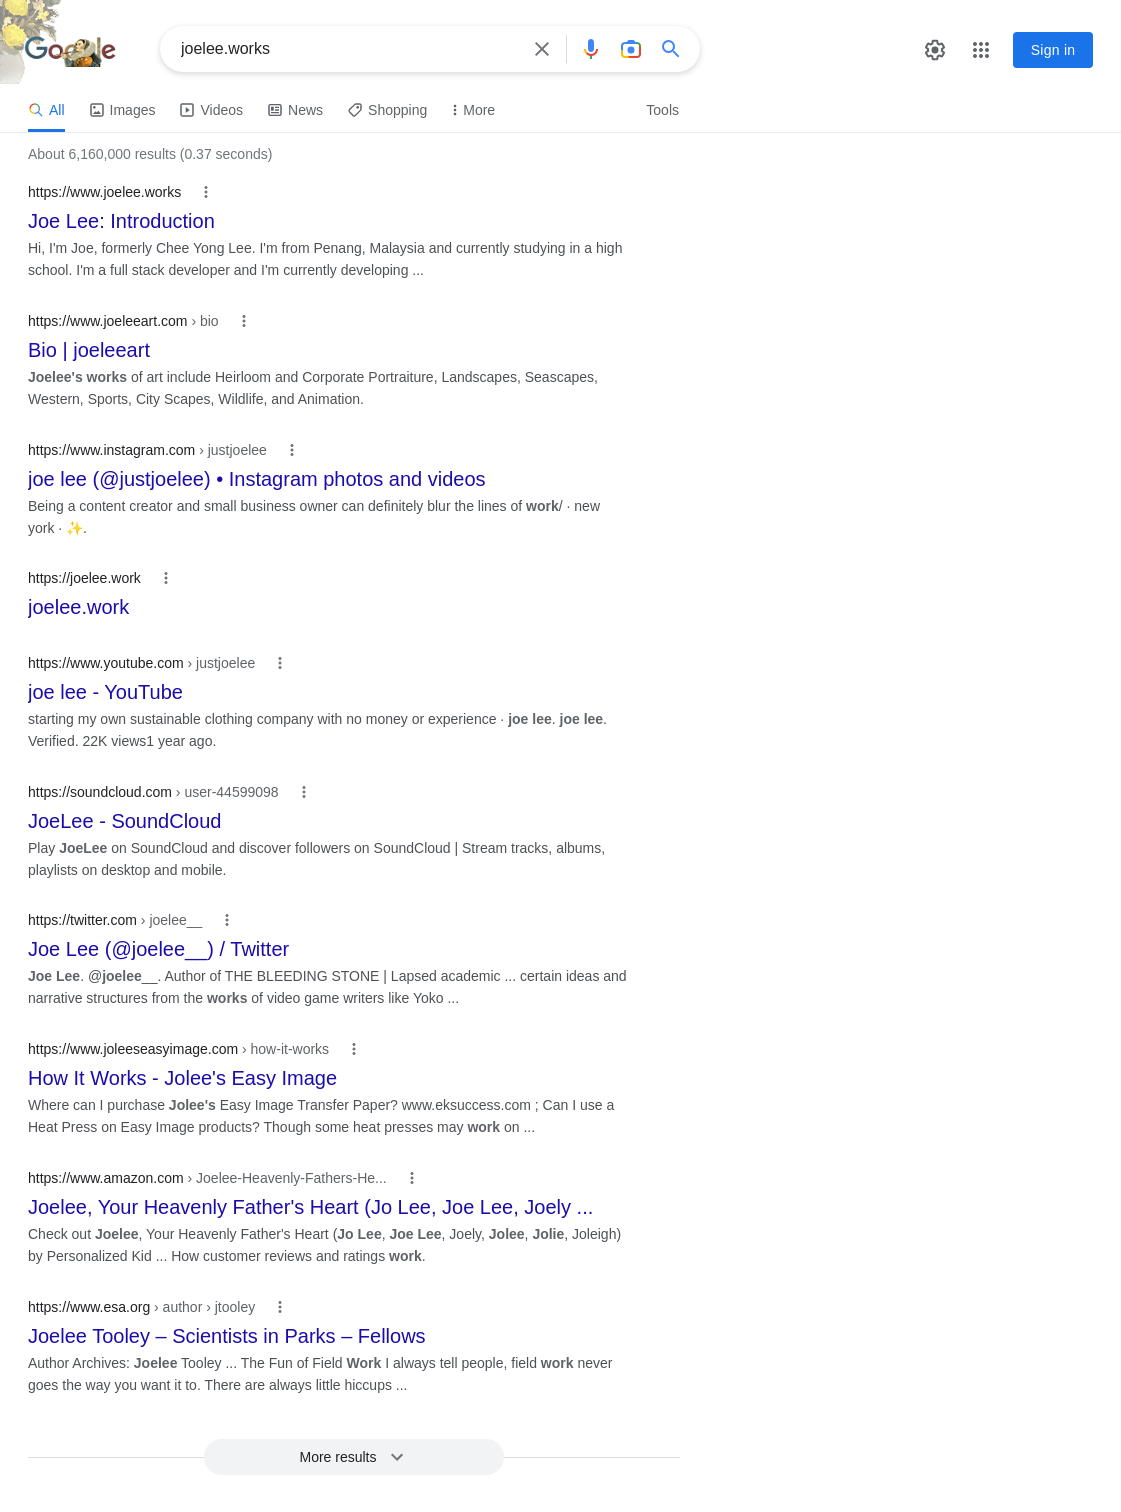 Google
joelee.works
Sign in
All
Images
Videos
News
Shopping
More
Tools
About 6,160,000 results (0.37 seconds)
https://www.joelee.works
Joe Lee: Introduction
Hi, I'm Joe, formerly Chee Yong Lee. I'm from Penang, Malaysia and currently studying in a high
school. I'm a full stack developer and I'm currently developing ...
https://www.joeleeart.com › bio
Bio | joeleeart
Joelee's works of art include Heirloom and Corporate Portraiture, Landscapes, Seascapes,
Western, Sports, City Scapes, Wildlife, and Animation.
https://www.instagram.com › justjoelee
joe lee (@justjoelee) • Instagram photos and videos
Being a content creator and small business owner can definitely blur the lines of work/ · new
york · ✨.
https://joelee.work
joelee.work
https://www.youtube.com › justjoelee
joe lee - YouTube
starting my own sustainable clothing company with no money or experience · joe lee. joe lee.
Verified. 22K views1 year ago.
https://soundcloud.com › user-44599098
JoeLee - SoundCloud
Play JoeLee on SoundCloud and discover followers on SoundCloud | Stream tracks, albums,
playlists on desktop and mobile.
https://twitter.com › joelee__
Joe Lee (@joelee__) / Twitter
Joe Lee. @joelee__. Author of THE BLEEDING STONE | Lapsed academic ... certain ideas and
narrative structures from the works of video game writers like Yoko ...
https://www.joleeseasyimage.com › how-it-works
How It Works - Jolee's Easy Image
Where can I purchase Jolee's Easy Image Transfer Paper? www.eksuccess.com ; Can I use a
Heat Press on Easy Image products? Though some heat presses may work on ...
https://www.amazon.com › Joelee-Heavenly-Fathers-He...
Joelee, Your Heavenly Father's Heart (Jo Lee, Joe Lee, Joely ...
Check out Joelee, Your Heavenly Father's Heart (Jo Lee, Joe Lee, Joely, Jolee, Jolie, Joleigh)
by Personalized Kid ... How customer reviews and ratings work.
https://www.esa.org › author › jtooley
Joelee Tooley – Scientists in Parks – Fellows
Author Archives: Joelee Tooley ... The Fun of Field Work I always tell people, field work never
goes the way you want it to. There are always little hiccups ...
More results